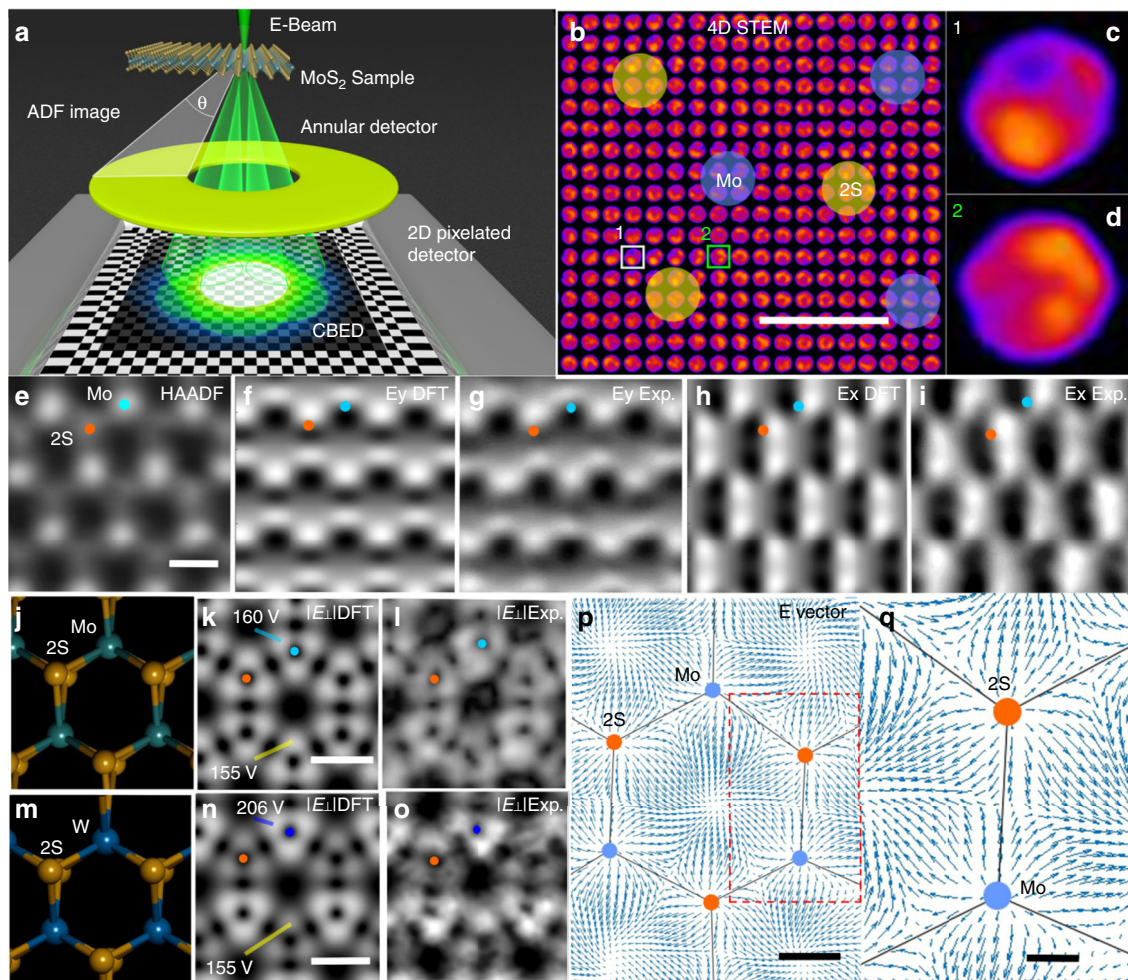 a
E-Beam
MoS2 Sample
ADF image
θ
Annular detector
2D pixelated
detector
CBED
b
4D STEM
Mo
2S
1
2
1
c
2
d
e
Mo
HAADF
2S
f
Ey DFT
g
Ey Exp.
h
Ex DFT
i
Ex Exp.
j
Mo
2S
k
|E⊥|DFT
160 V
155 V
l
|E⊥|Exp.
m
W
2S
n
|E⊥|DFT
206 V
155 V
o
|E⊥|Exp.
p
E vector
Mo
2S
q
2S
Mo